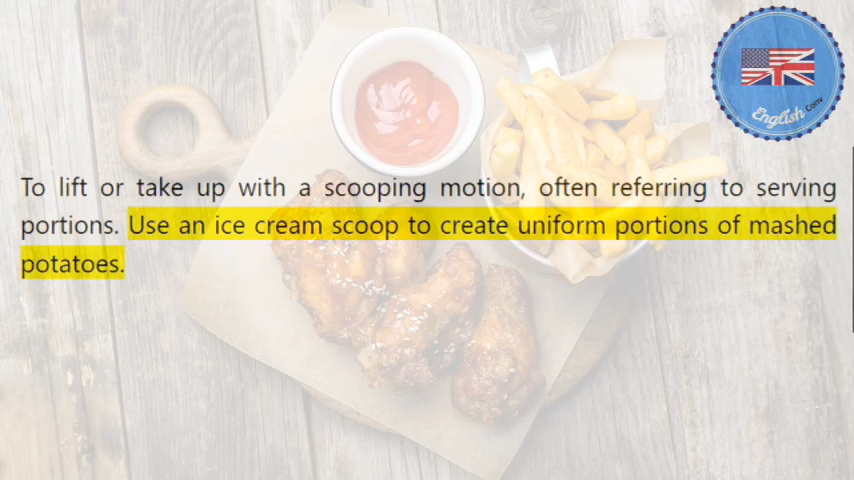 English Conv
To lift or take up with a scooping motion, often referring to serving
portions. Use an ice cream scoop to create uniform portions of mashed
potatoes.